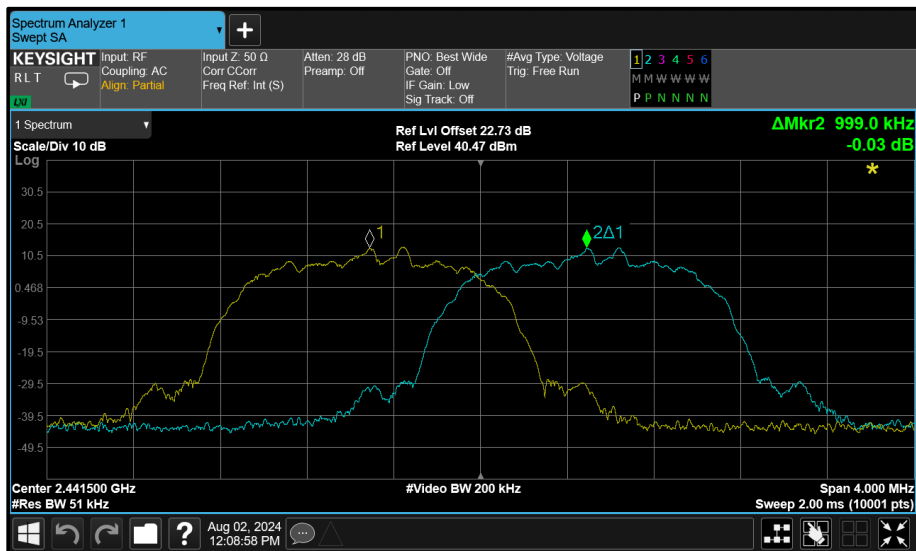 Spectrum Analyzer 1
Swept SA
+
KEYSIGHT
R L T
LXI
Input: RF
Coupling: AC
Align: Partial
Input Z: 50 Ω
Corr CCorr
Freq Ref: Int (S)
Atten: 28 dB
Preamp: Off
PNO: Best Wide
Gate: Off
IF Gain: Low
Sig Track: Off
#Avg Type: Voltage
Trig: Free Run
1 2 3 4 5 6
M M W W W W
P P N N N N
1 Spectrum
Scale/Div 10 dB
Ref Lvl Offset 22.73 dB
Ref Level 40.47 dBm
ΔMkr2 999.0 kHz
-0.03 dB
Log
*
30.5
20.5
10.5
0.468
-9.53
-19.5
-29.5
-39.5
-49.5
1
2Δ1
Center 2.441500 GHz
#Video BW 200 kHz
Span 4.000 MHz
#Res BW 51 kHz
Sweep 2.00 ms (10001 pts)
?
Aug 02, 2024
12:08:58 PM